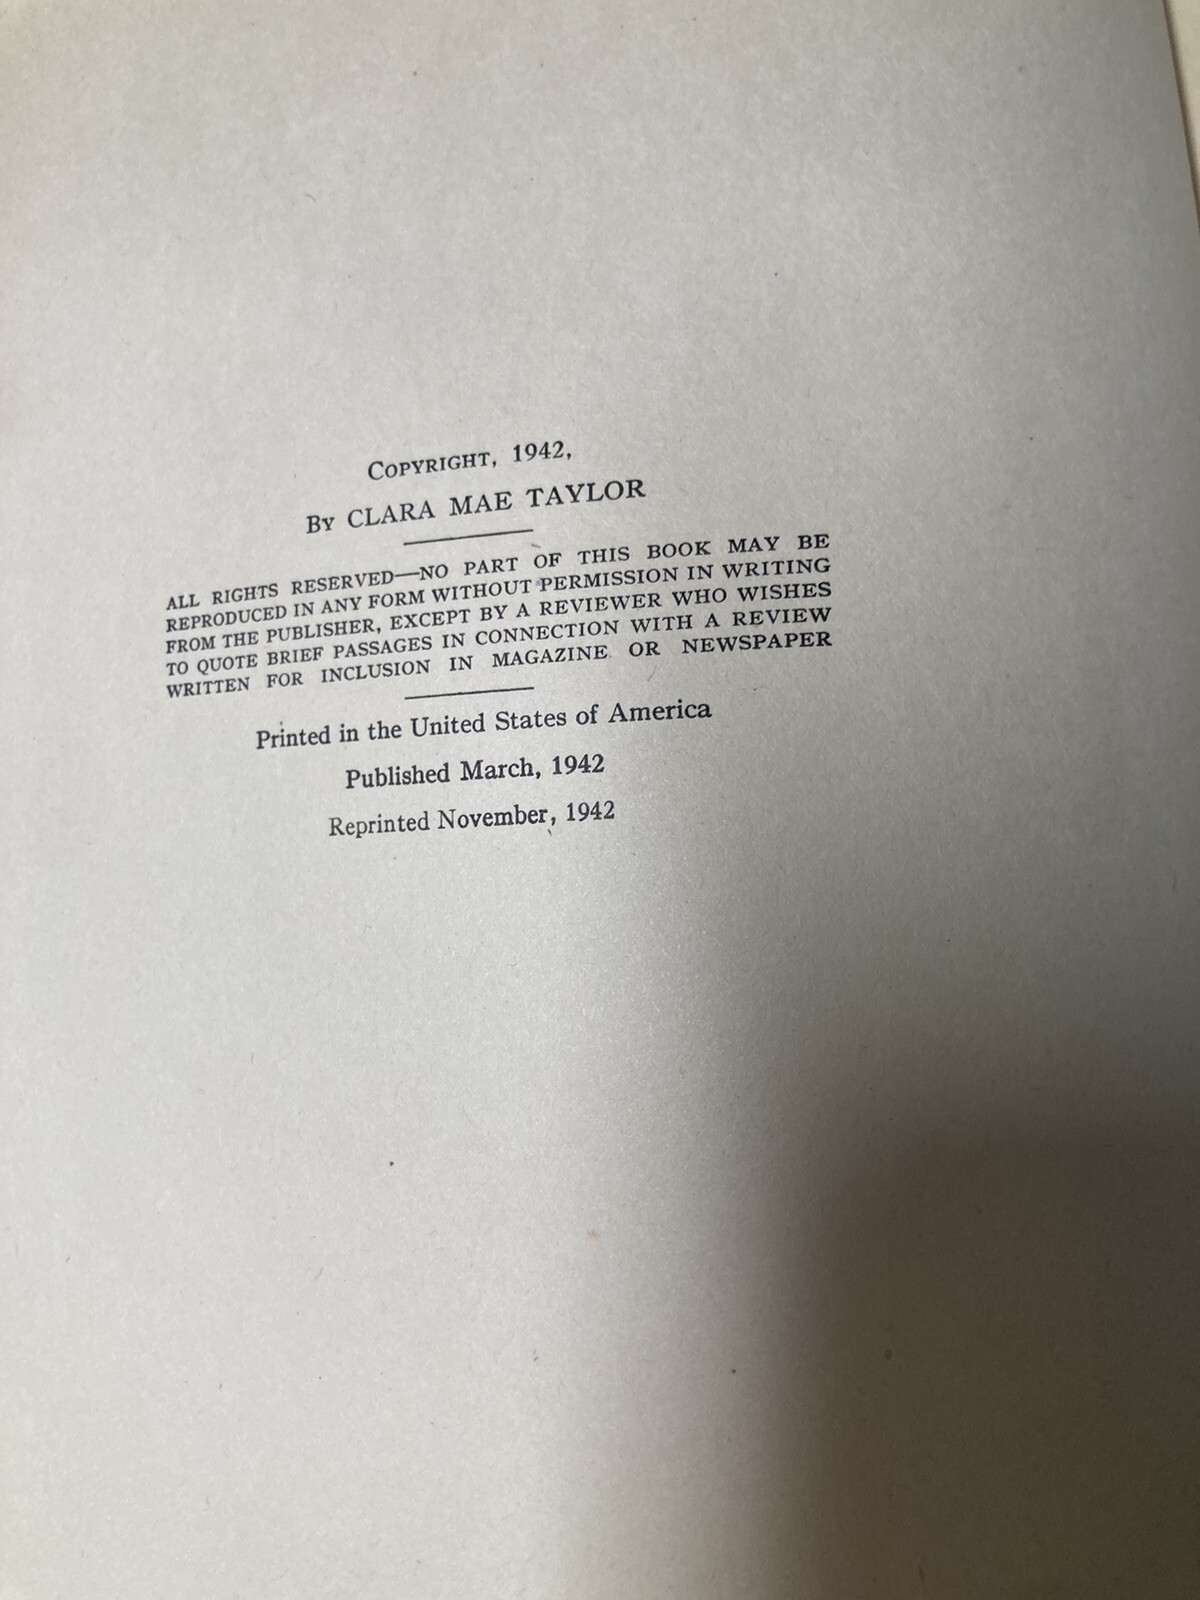 COPYRIGHT, 1942,
BY CLARA MAE TAYLOR
ALL RIGHTS RESERVED—NO PART OF THIS BOOK MAY BE
REPRODUCED IN ANY FORM WITHOUT PERMISSION IN WRITING
FROM THE PUBLISHER, EXCEPT BY A REVIEWER WHO WISHES
TO QUOTE BRIEF PASSAGES IN CONNECTION WITH A REVIEW
WRITTEN FOR INCLUSION IN MAGAZINE OR NEWSPAPER
Printed in the United States of America
Published March, 1942
Reprinted November, 1942